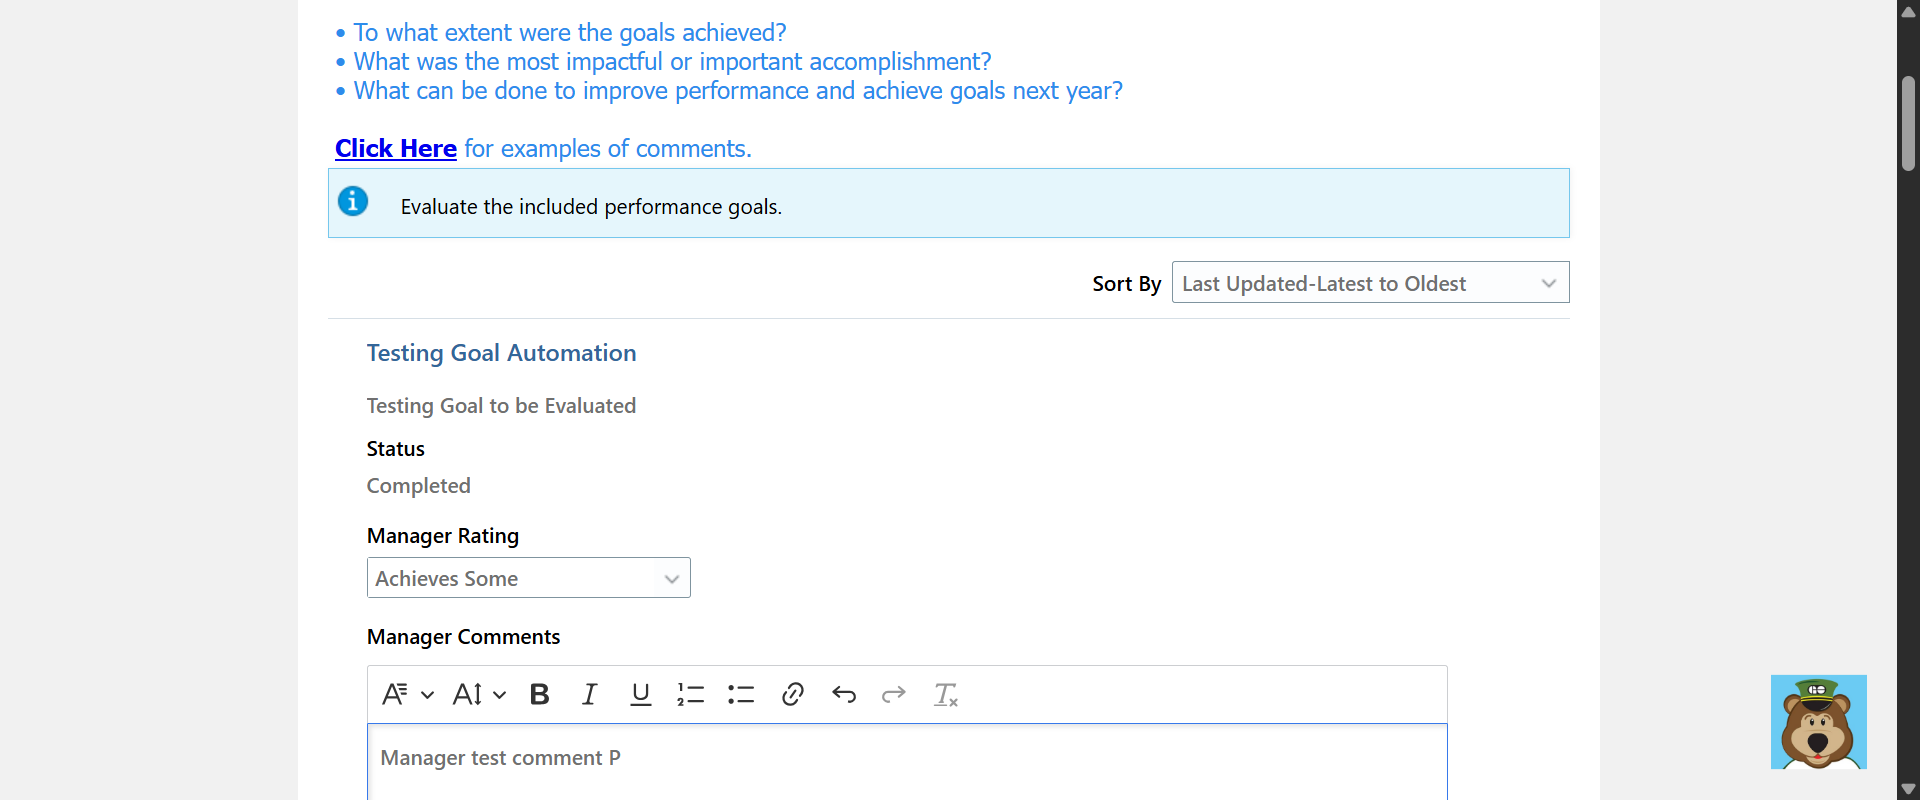 • To what extent were the goals achieved?
• What was the most impactful or important accomplishment?
• What can be done to improve performance and achieve goals next year?
Click Here for examples of comments.
Evaluate the included performance goals.
Sort By Last Updated-Latest to Oldest
Testing Goal Automation
Testing Goal to be Evaluated
Status
Completed
Manager Rating
Achieves Some
Manager Comments
Manager test comment P